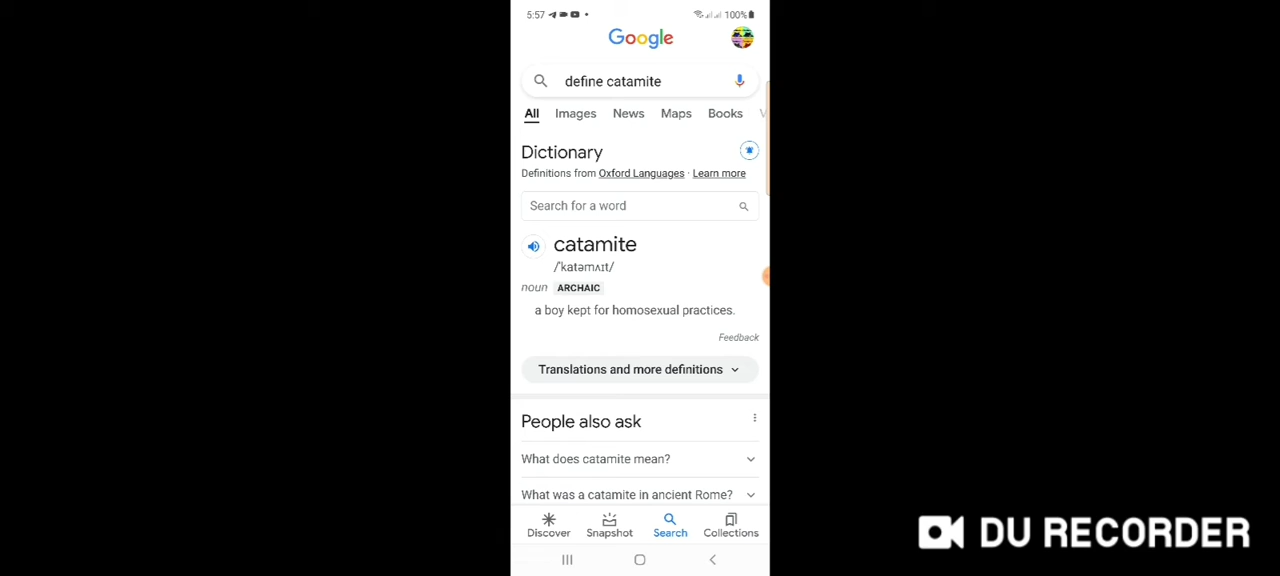 5:57
100%
Google
define catamite
All Images News Maps Books V
Dictionary
Definitions from Oxford Languages · Learn more
Search for a word
catamite
/ˈkatəmʌɪt/
noun ARCHAIC
a boy kept for homosexual practices.
Feedback
Translations and more definitions
People also ask
What does catamite mean?
What was a catamite in ancient Rome?
Discover Snapshot Search Collections
DU RECORDER